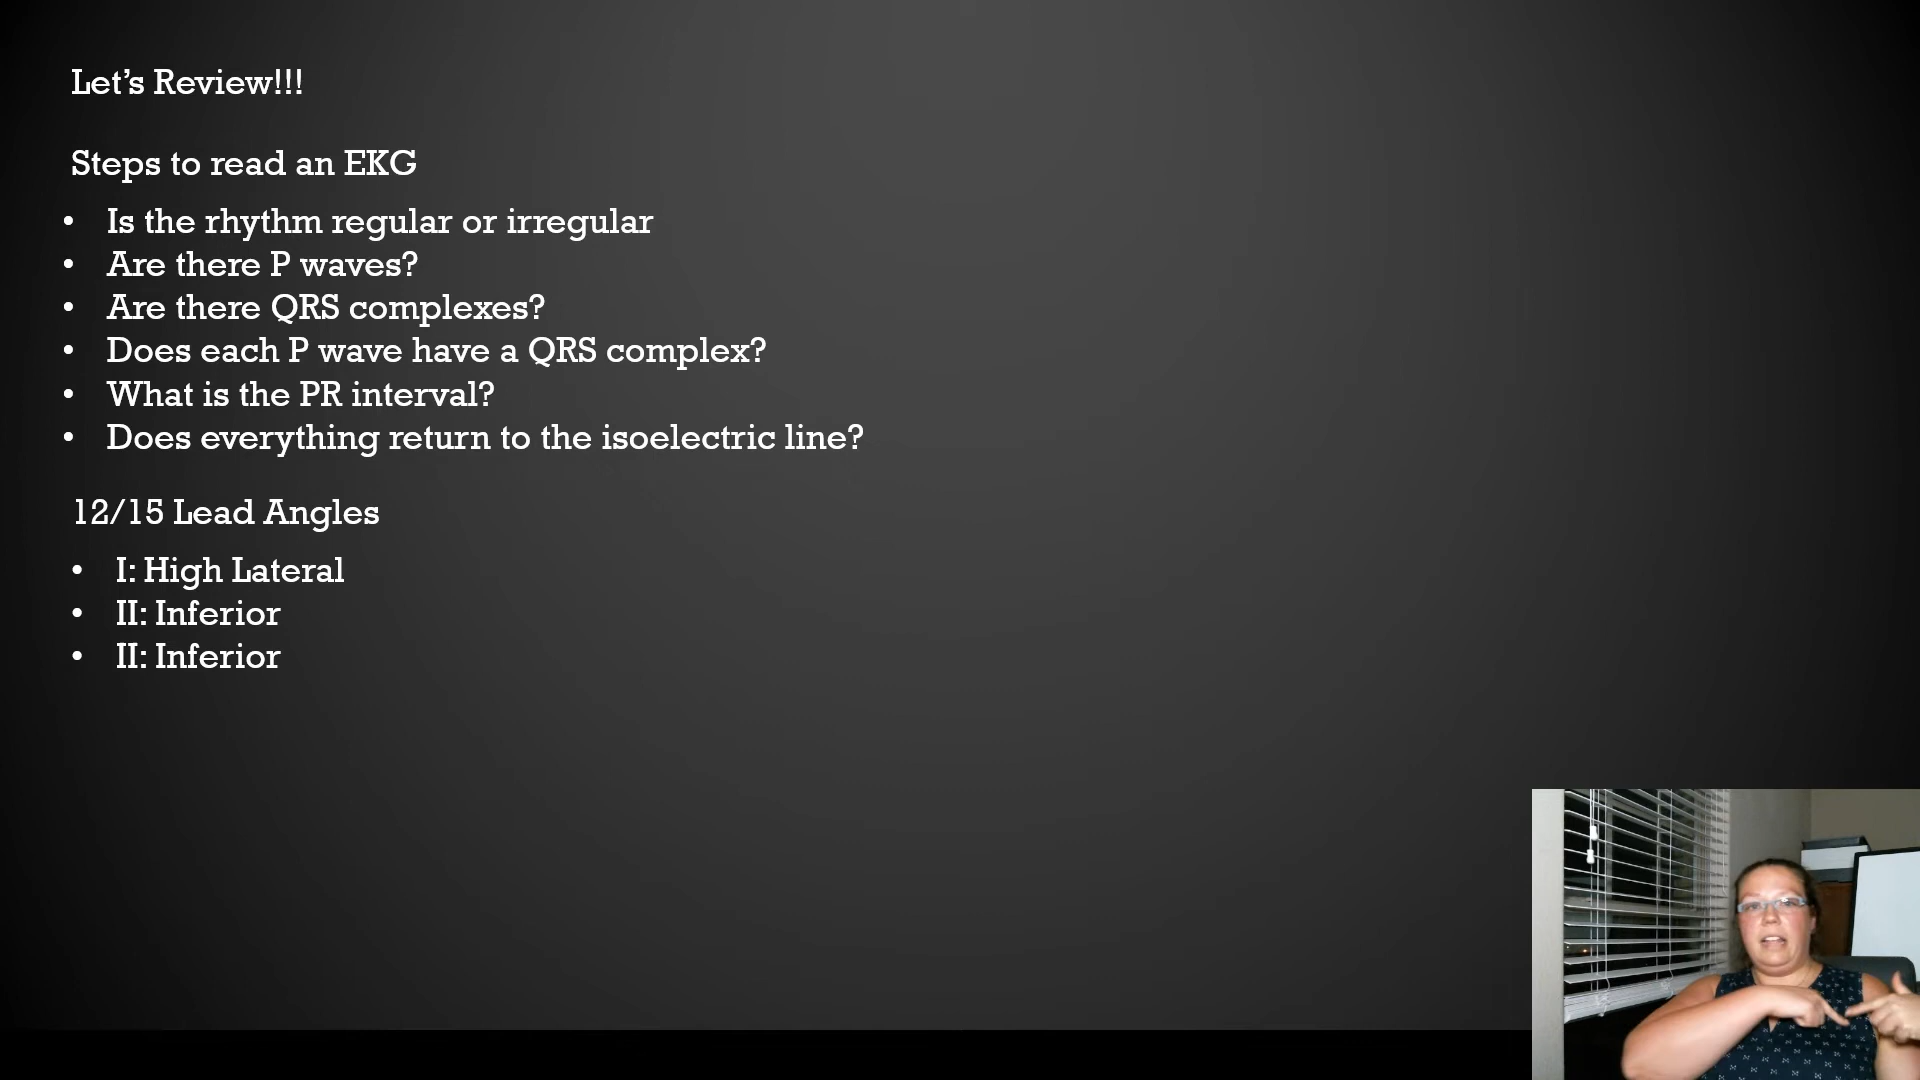 Let’s Review!!!
Steps to read an EKG
• Is the rhythm regular or irregular
• Are there P waves?
• Are there QRS complexes?
• Does each P wave have a QRS complex?
• What is the PR interval?
• Does everything return to the isoelectric line?
12/15 Lead Angles
• I: High Lateral
• II: Inferior
• II: Inferior